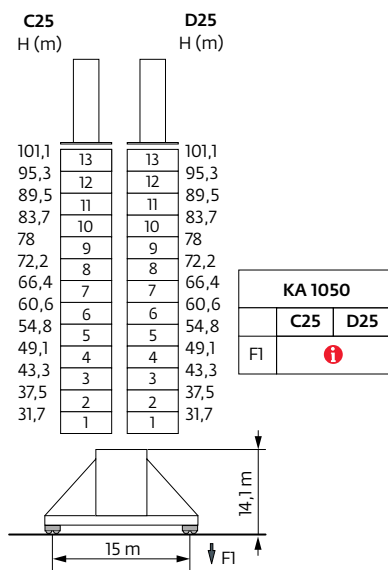 C25 D25
H (m) H (m)
101,1 13 13 101,1
95,3 12 12 95,3
89,5 11 11 89,5
83,7 10 10 83,7
78 9 9 78
72,2 8 8 72,2
66,4 7 7 66,4
60,6 6 6 60,6
54,8 5 5 54,8
49,1 4 4 49,1
43,3 3 3 43,3
37,5 2 2 37,5
31,7 1 1 31,7
KA 1050
C25 D25
F1 i
14,1 m
15 m F1